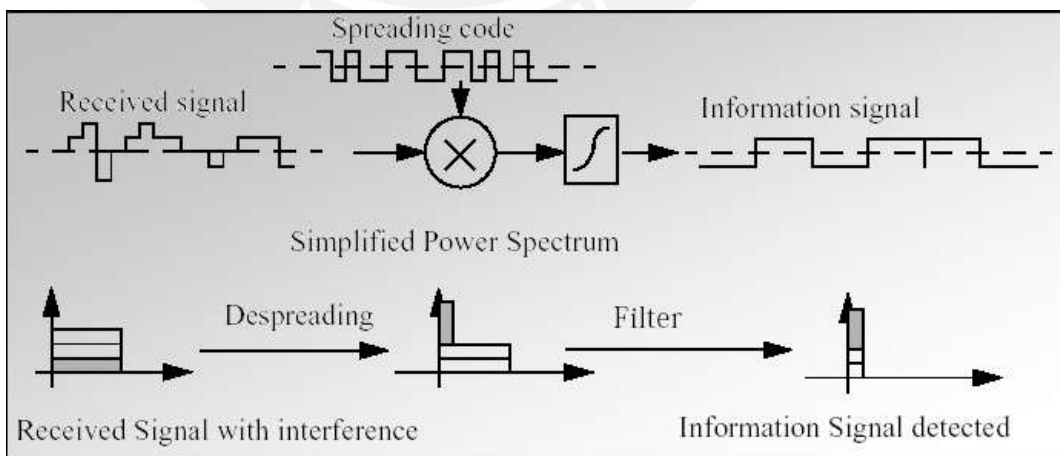 Spreading code
Received signal
Information signal
Simplified Power Spectrum
Despreading
Filter
Received Signal with interference
Information Signal detected